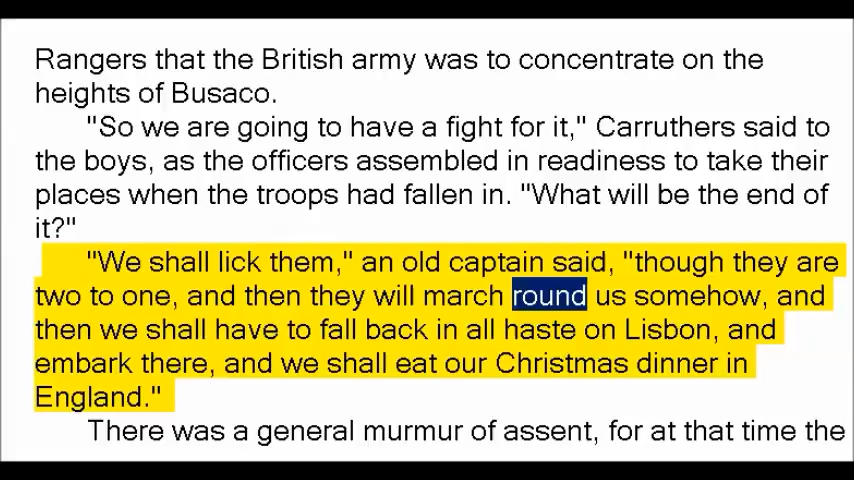 Rangers that the British army was to concentrate on the
heights of Busaco.
"So we are going to have a fight for it," Carruthers said to
the boys, as the officers assembled in readiness to take their
places when the troops had fallen in. "What will be the end of
it?"
"We shall lick them," an old captain said, "though they are
two to one, and then they will march round us somehow, and
then we shall have to fall back in all haste on Lisbon, and
embark there, and we shall eat our Christmas dinner in
England."
There was a general murmur of assent, for at that time the